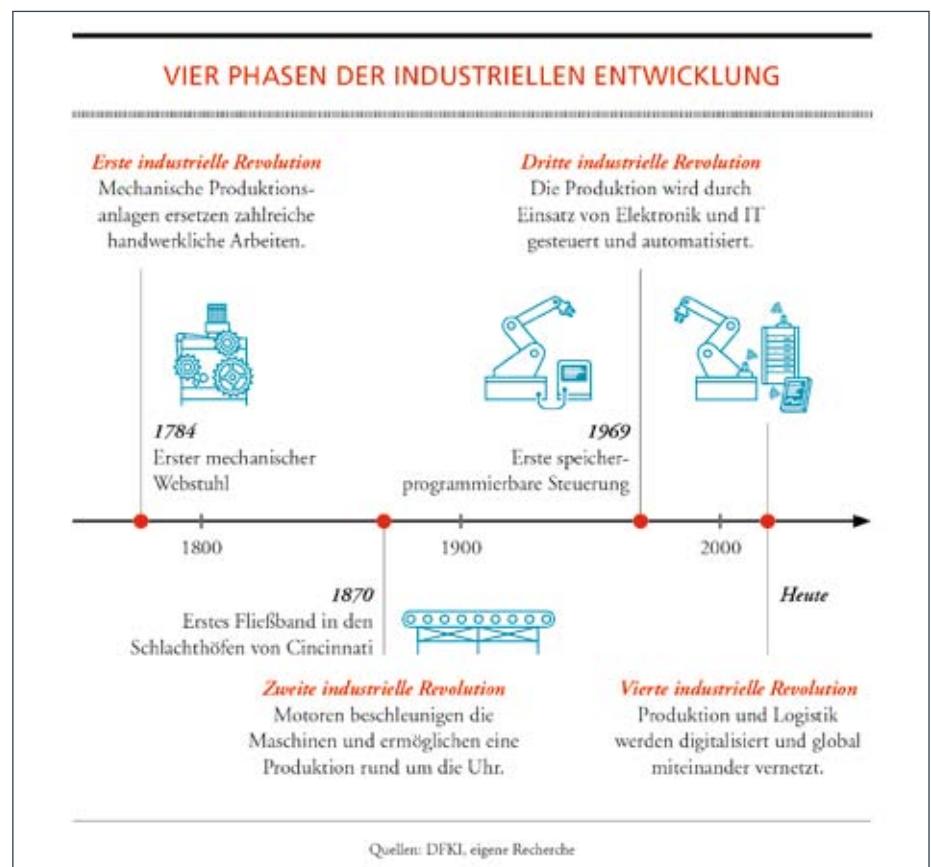 VIER PHASEN DER INDUSTRIELLEN ENTWICKLUNG
Erste industrielle Revolution
Mechanische Produktions-
anlagen ersetzen zahlreiche
handwerkliche Arbeiten.
Dritte industrielle Revolution
Die Produktion wird durch
Einsatz von Elektronik und IT
gesteuert und automatisiert.
1784
Erster mechanischer
Webstuhl
1969
Erste speicher-
programmierbare Steuerung
1800
1900
2000
1870
Erstes Fließband in den
Schlachthöfen von Cincinnati
Heute
Zweite industrielle Revolution
Motoren beschleunigen die
Maschinen und ermöglichen eine
Produktion rund um die Uhr.
Vierte industrielle Revolution
Produktion und Logistik
werden digitalisiert und global
miteinander vernetzt.
Quellen: DFKI, eigene Recherche